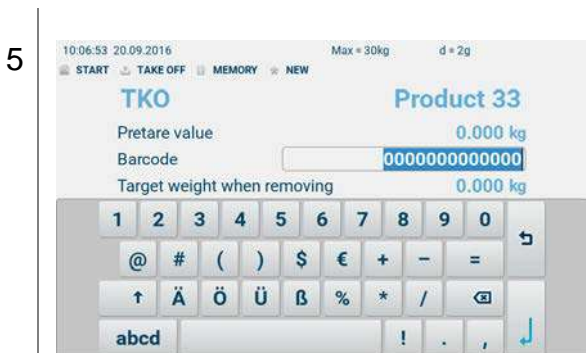 5
10:06:53 20.09.2016 Max = 30kg d = 2g
START TAKE OFF MEMORY NEW
TKO Product 33
Pretare value 0.000 kg
Barcode 0000000000000
Target weight when removing 0.000 kg
1 2 3 4 5 6 7 8 9 0
@ # ( ) $ € + - =
↑ Ä Ö Ü ß % * /
abcd ! . ,